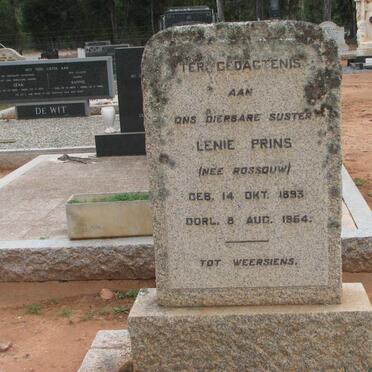 TER GEDAGTENIS
AAN
ONS DIERBARE SUSTER
LENIE PRINS
(NEE ROSSOUW)
GEB. 14 OKT. 1893
OORL. 8 AUG. 1964.
TOT WEERSIENS.
DE WIT